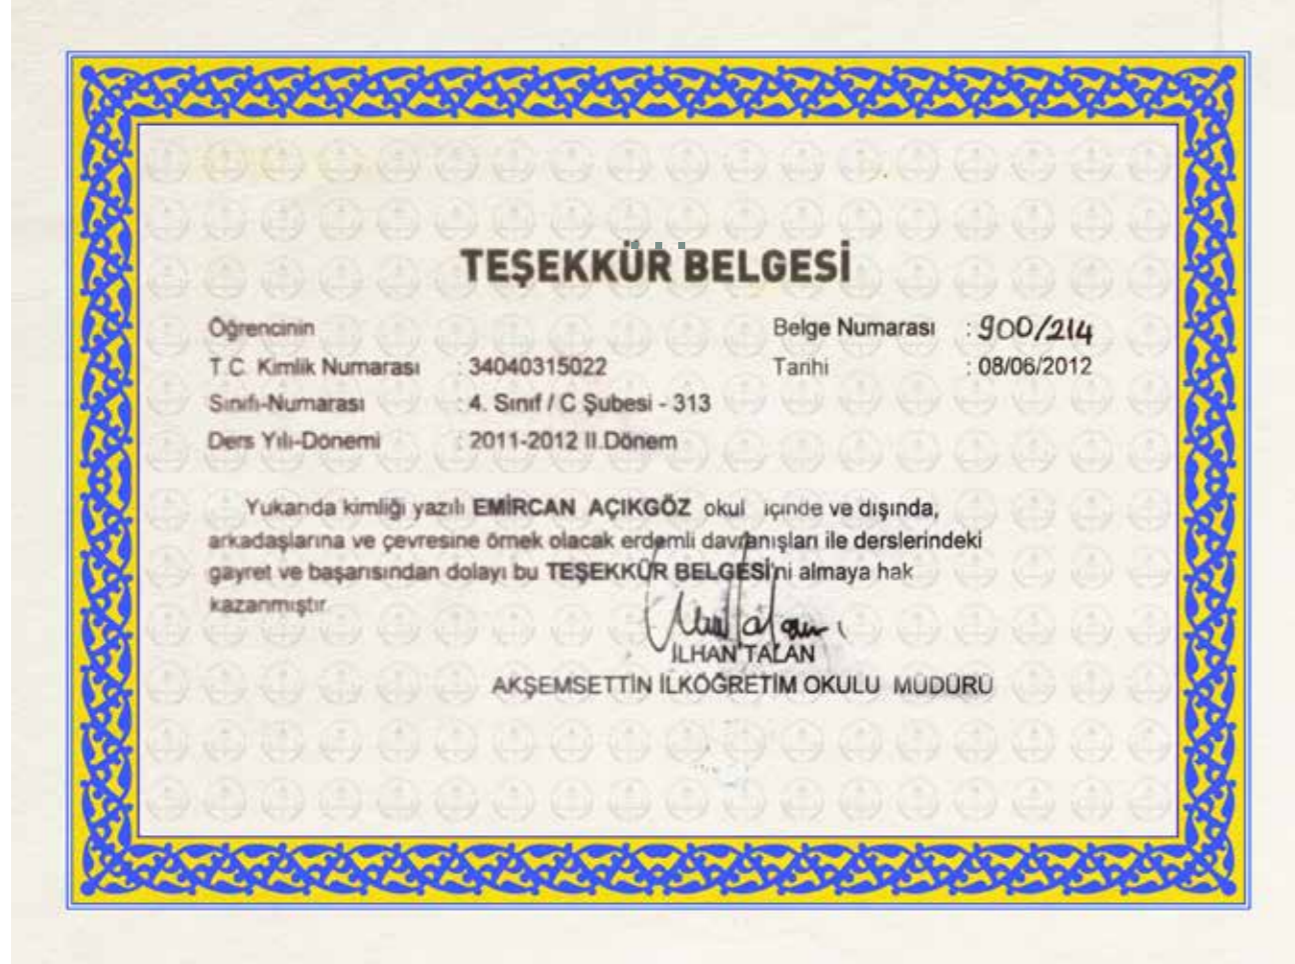 TEŞEKKÜR BELGESİ
Öğrencinin
Belge Numarası : 900/214
T.C. Kimlik Numarası : 34040315022
Tarihi : 08/06/2012
Sınıfı-Numarası : 4. Sınıf / C Şubesi - 313
Ders Yılı-Dönemi : 2011-2012 II.Dönem
Yukarıda kimliği yazılı EMİRCAN AÇIKGÖZ okul içinde ve dışında,
arkadaşlarına ve çevresine örnek olacak erdemli davranışları ile derslerindeki
gayret ve başarısından dolayı bu TEŞEKKÜR BELGESİ'ni almaya hak
kazanmıştır
İLHAN TALAN
AKŞEMSETTİN İLKÖĞRETİM OKULU MÜDÜRÜ